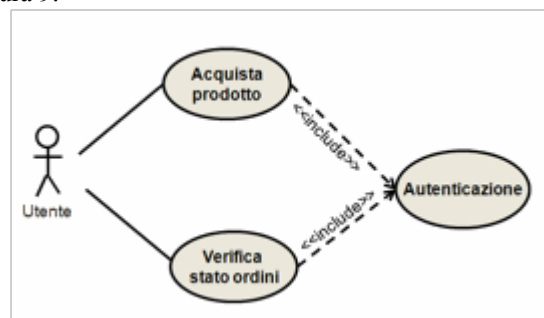 Acquista
prodotto
<<include>>
Autenticazione
Utente
<<include>>
Verifica
stato ordini